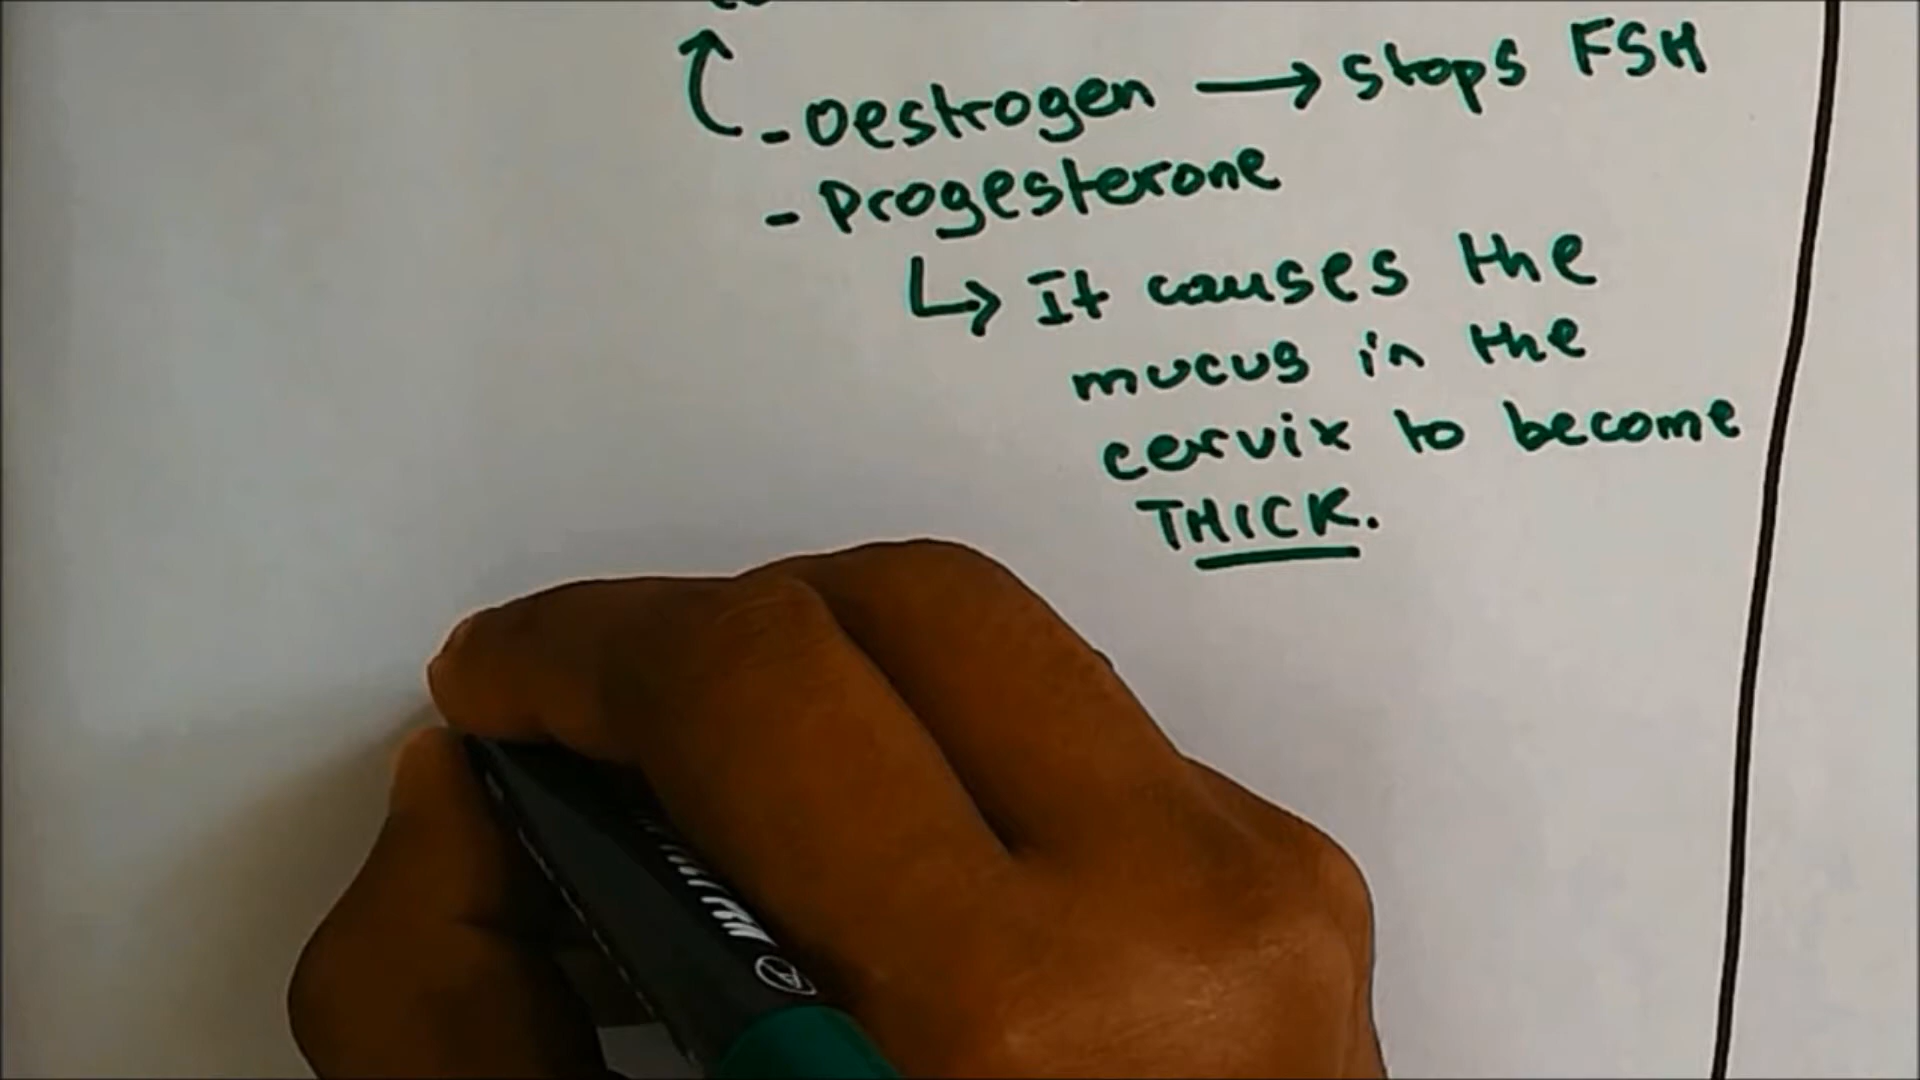 - Oestrogen → stops FSH
- Progesterone
↳ It causes the
mucus in the
cervix to become
THICK.